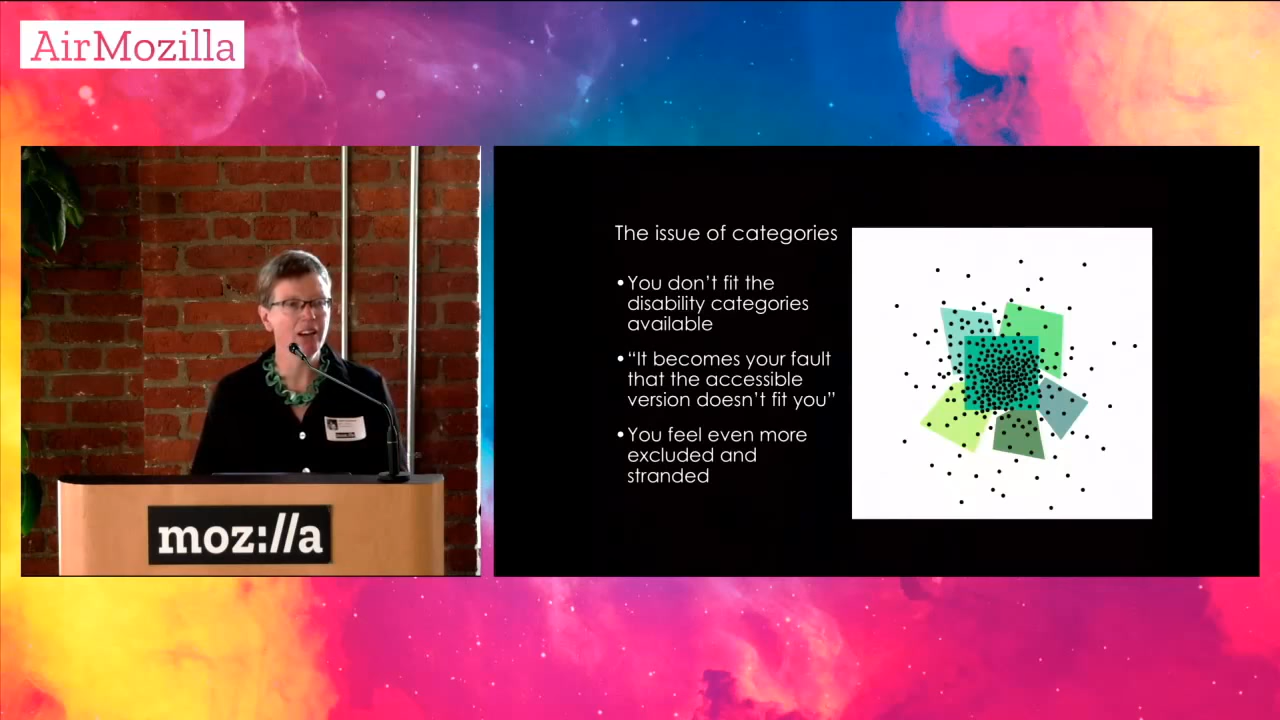 AirMozilla
moz://a
The issue of categories
•You don’t fit the
disability categories
available
•“It becomes your fault
that the accessible
version doesn’t fit you”
•You feel even more
excluded and
stranded